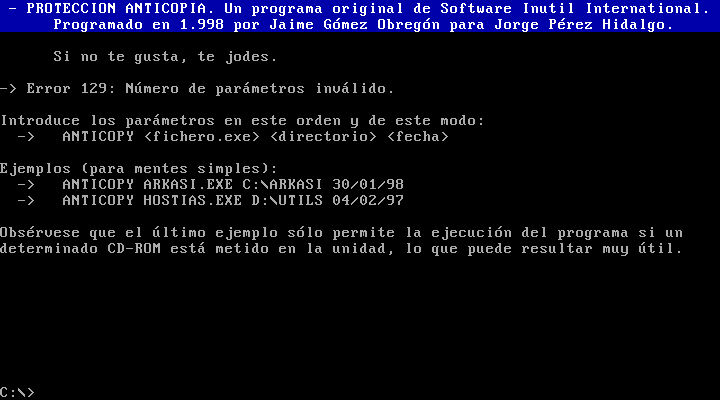 - PROTECCION ANTICOPIA. Un programa original de Software Inutil International.
Programado en 1.998 por Jaime Gómez Obregón para Jorge Pérez Hidalgo.
Si no te gusta, te jodes.
-> Error 129: Número de parámetros inválido.
Introduce los parámetros en este orden y de este modo:
-> ANTICOPY <fichero.exe> <directorio> <fecha>
Ejemplos (para mentes simples):
-> ANTICOPY ARKASI.EXE C:\ARKASI 30/01/98
-> ANTICOPY HOSTIAS.EXE D:\UTILS 04/02/97
Obsérvese que el último ejemplo sólo permite la ejecución del programa si un
determinado CD-ROM está metido en la unidad, lo que puede resultar muy útil.
C:\>